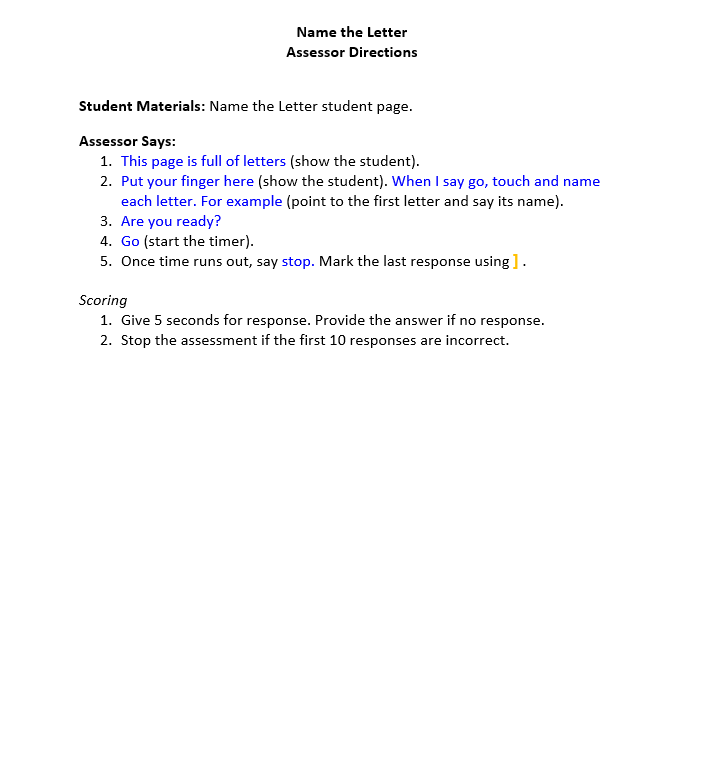 Name the Letter
Assessor Directions
Student Materials: Name the Letter student page.
Assessor Says:
1. This page is full of letters (show the student).
2. Put your finger here (show the student). When I say go, touch and name
each letter. For example (point to the first letter and say its name).
3. Are you ready?
4. Go (start the timer).
5. Once time runs out, say stop. Mark the last response using ] .
Scoring
1. Give 5 seconds for response. Provide the answer if no response.
2. Stop the assessment if the first 10 responses are incorrect.